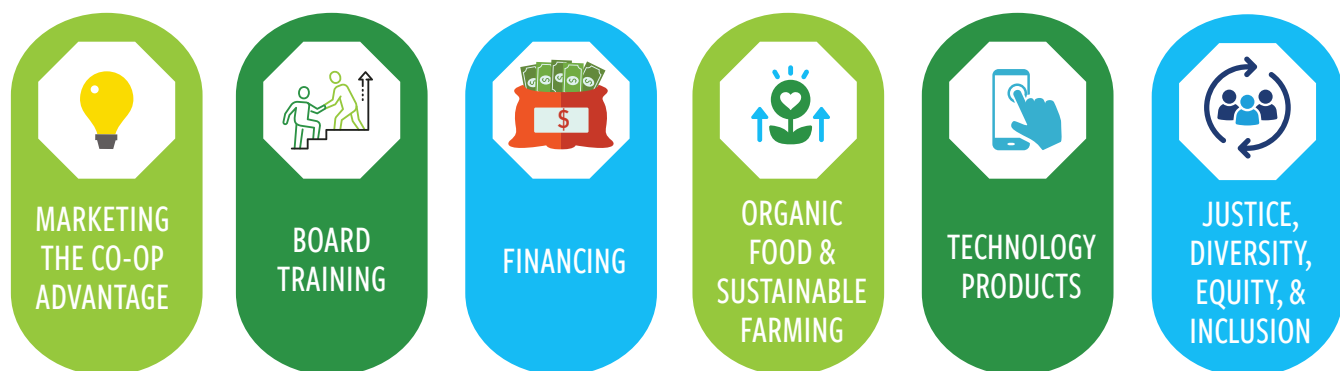 MARKETING
THE CO-OP
ADVANTAGE
BOARD
TRAINING
$
FINANCING
ORGANIC
FOOD &
SUSTAINABLE
FARMING
TECHNOLOGY
PRODUCTS
JUSTICE,
DIVERSITY,
EQUITY, &
INCLUSION